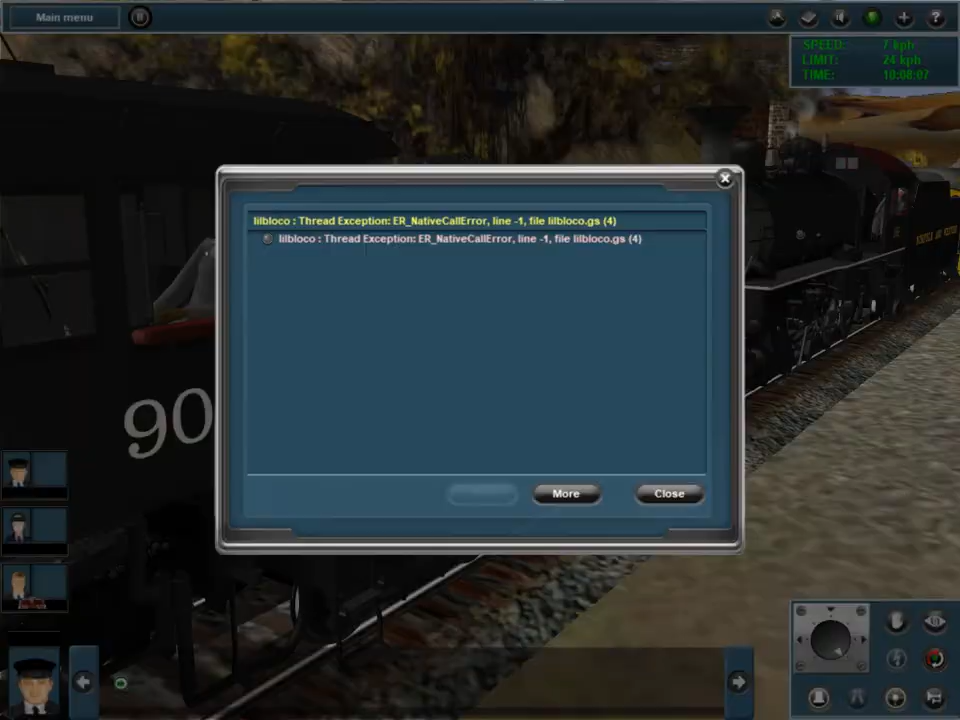 Main menu
SPEED: 7 kph
LIMIT: 24 kph
TIME: 10:08:07
lilbloco : Thread Exception: ER_NativeCallError, line -1, file lilbloco.gs (4)
lilbloco : Thread Exception: ER_NativeCallError, line -1, file lilbloco.gs (4)
90
More
Close